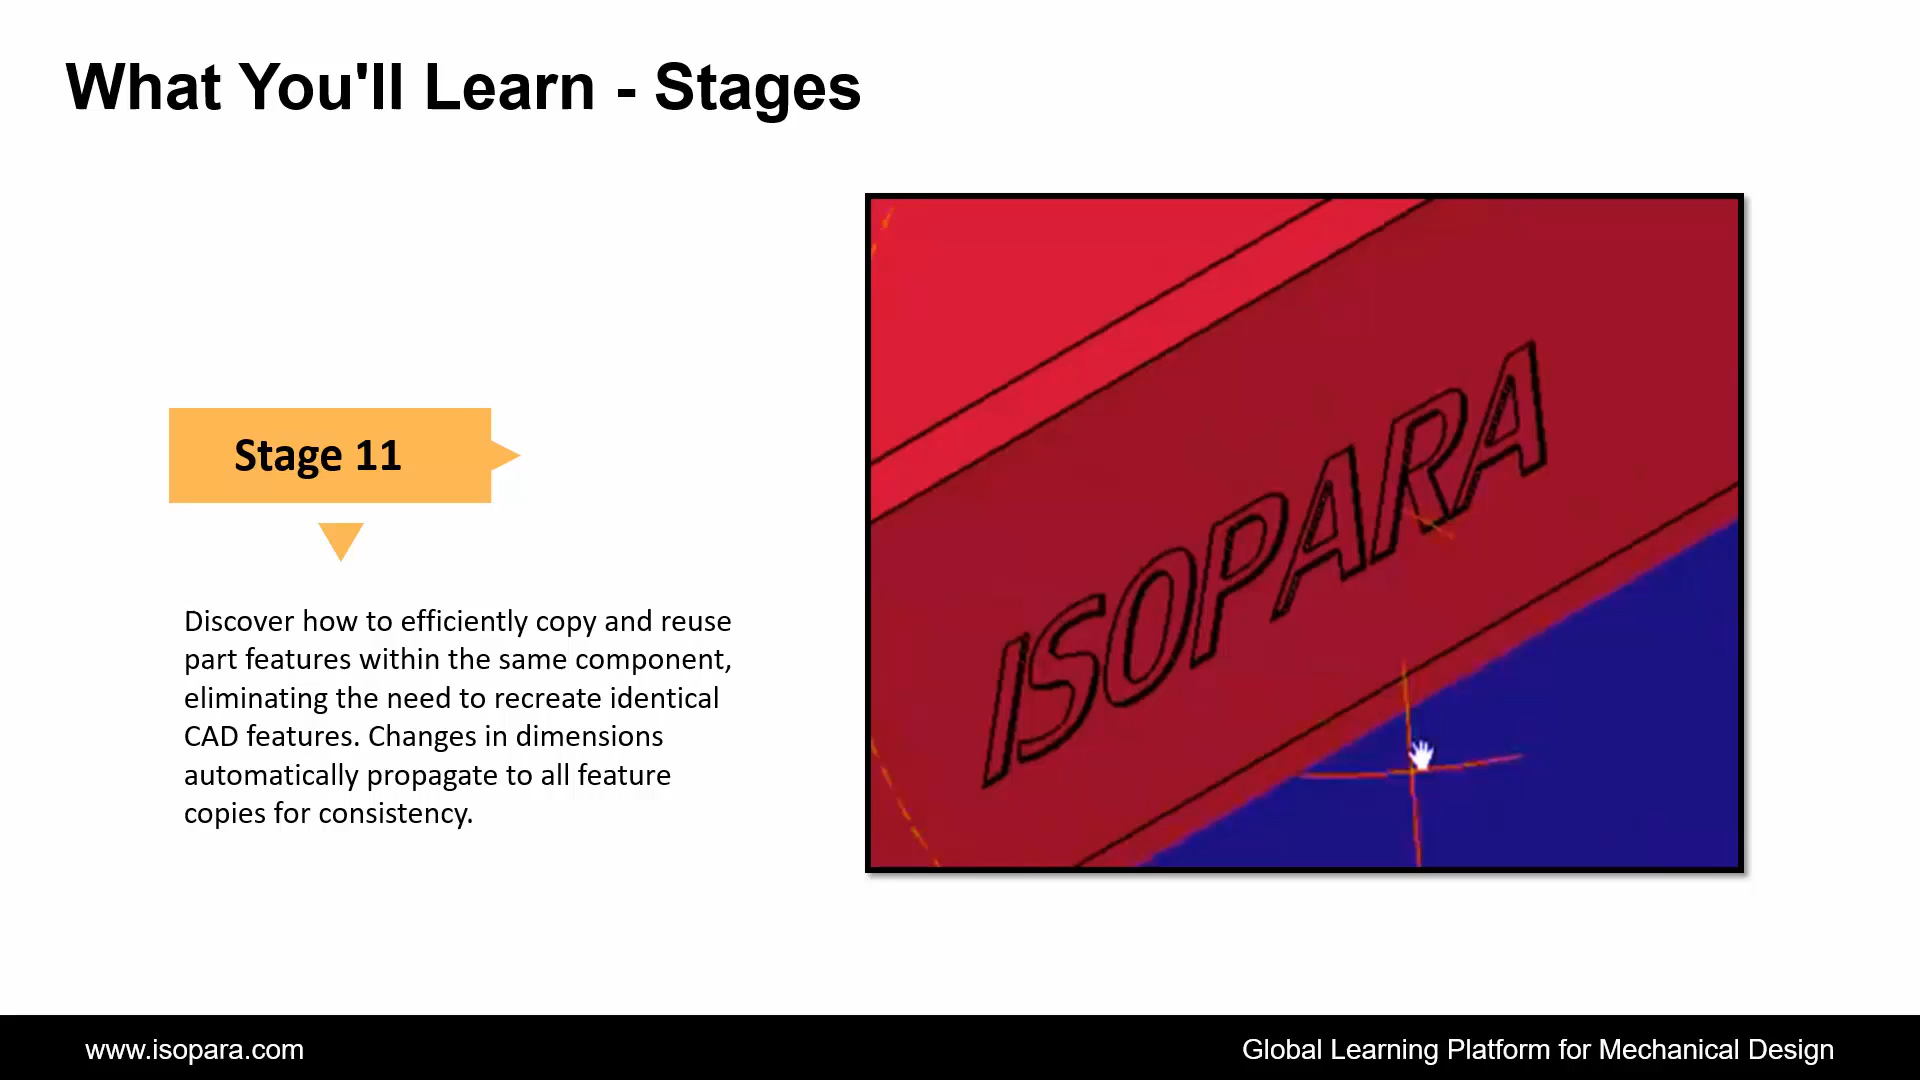 What You'll Learn - Stages
Stage 11
Discover how to efficiently copy and reuse
part features within the same component,
eliminating the need to recreate identical
CAD features. Changes in dimensions
automatically propagate to all feature
copies for consistency.
ISOPARA
www.isopara.com
Global Learning Platform for Mechanical Design